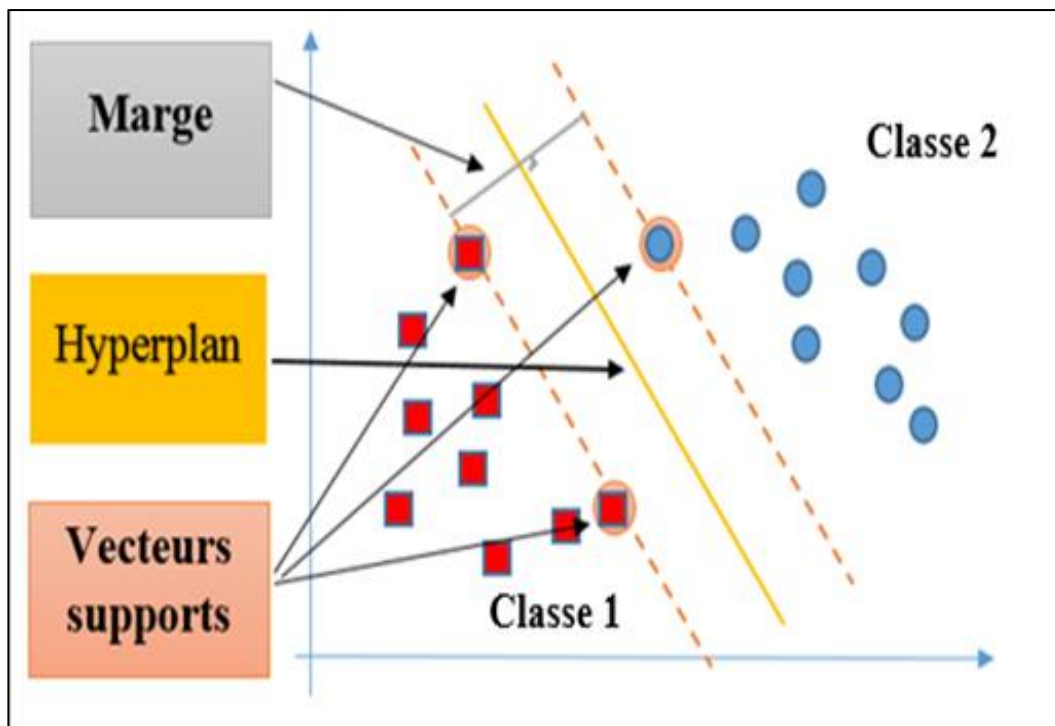 Marge
Hyperplan
Vecteurs
supports
Classe 2
Classe 1